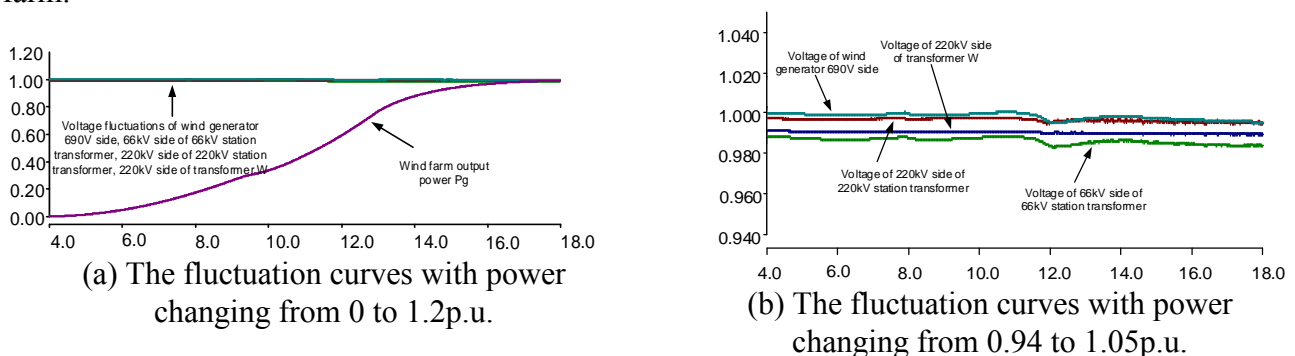 farm.
1.20
1.00
0.80
0.60
0.40
0.20
0.00
Voltage fluctuations of wind generator
690V side, 66kV side of 66kV station
transformer, 220kV side of 220kV station
transformer, 220kV side of transformer W
Wind farm output
power Pg
4.0 6.0 8.0 10.0 12.0 14.0 16.0 18.0
(a) The fluctuation curves with power
changing from 0 to 1.2p.u.
1.040
1.020
1.000
0.980
0.960
0.940
Voltage of wind
generator 690V side
Voltage of 220kV side
of transformer W
Voltage of 220kV side of
220kV station transformer
Voltage of 66kV side of
66kV station transformer
4.0 6.0 8.0 10.0 12.0 14.0 16.0 18.0
(b) The fluctuation curves with power
changing from 0.94 to 1.05p.u.